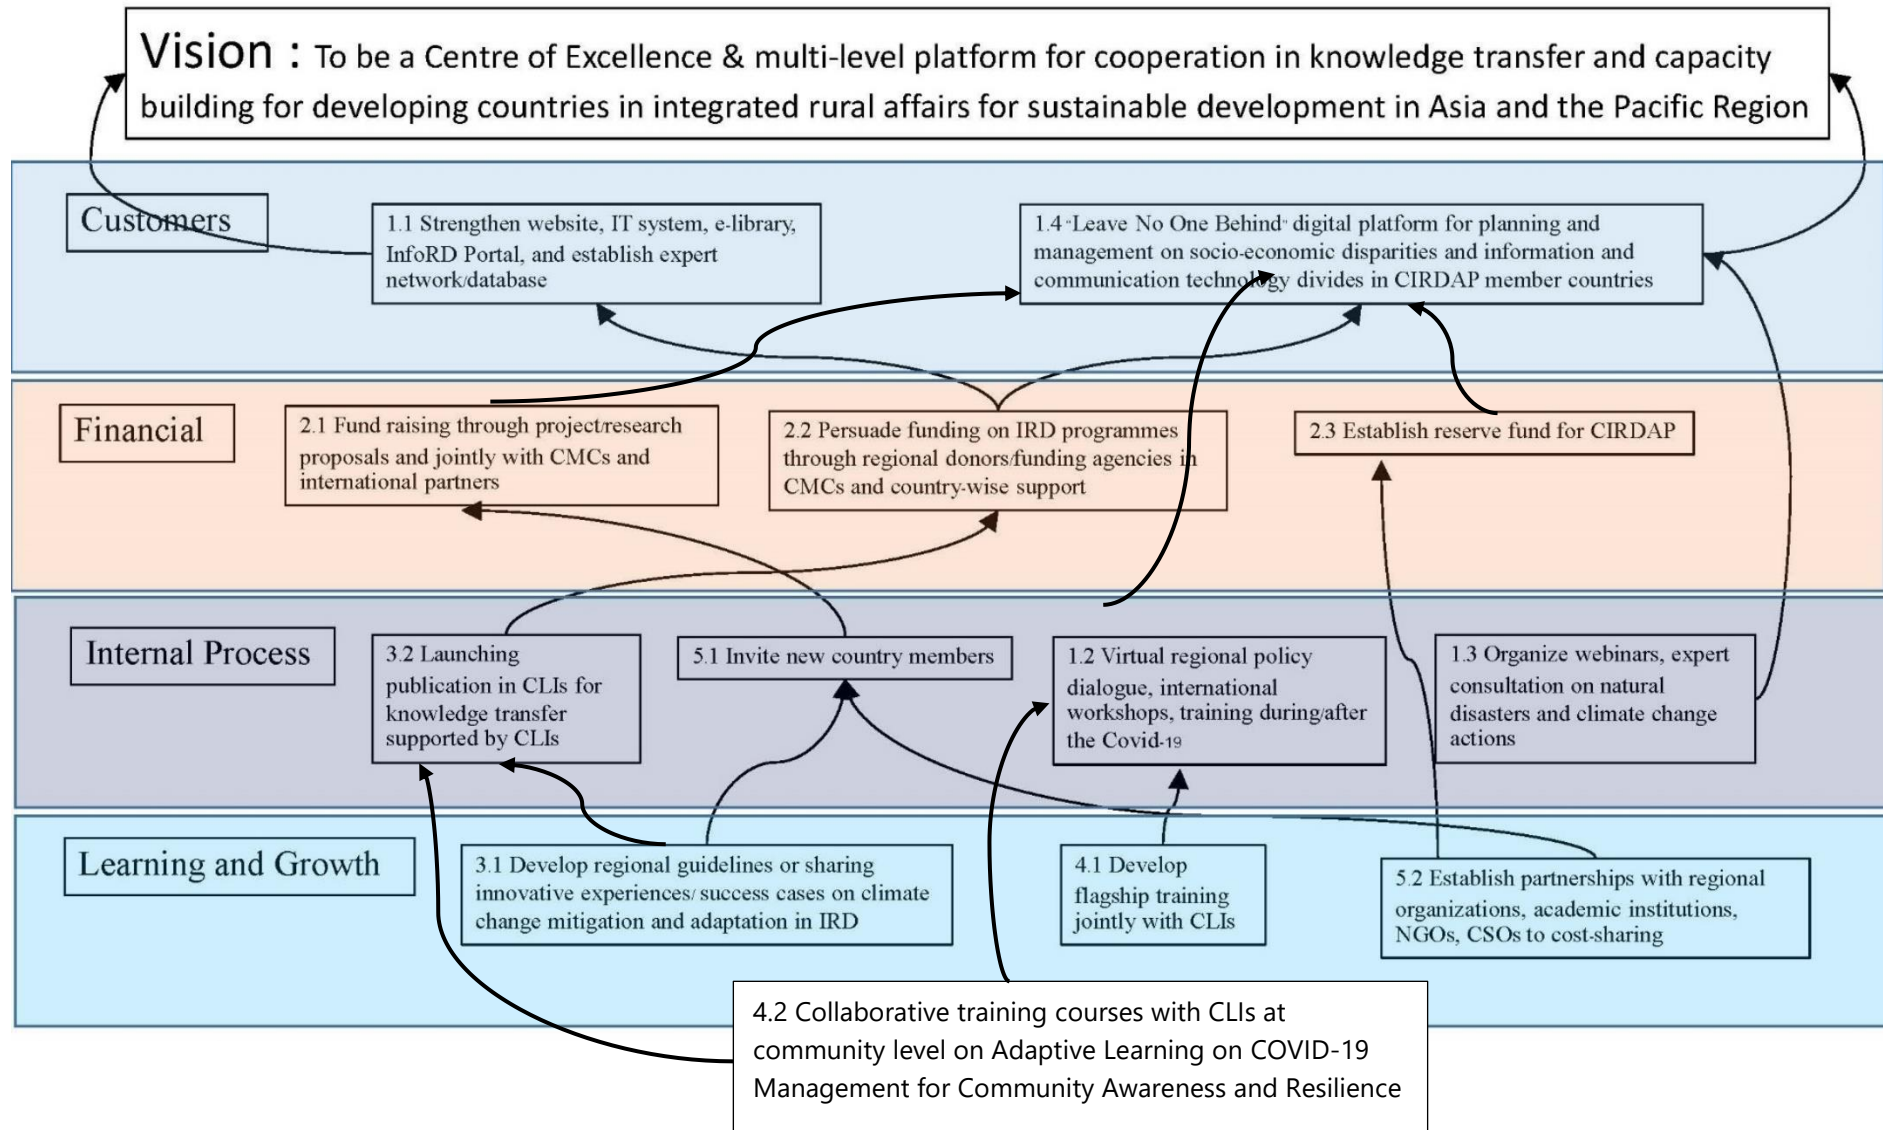 Vision : To be a Centre of Excellence & multi-level platform for cooperation in knowledge transfer and capacity
building for developing countries in integrated rural affairs for sustainable development in Asia and the Pacific Region
Customers
1.1 Strengthen website, IT system, e-library,
InfoRD Portal, and establish expert
network/database
1.4 "Leave No One Behind" digital platform for planning and
management on socio-economic disparities and information and
communication technology divides in CIRDAP member countries
Financial
2.1 Fund raising through project/research
proposals and jointly with CMCs and
international partners
2.2 Persuade funding on IRD programmes
through regional donors/funding agencies in
CMCs and country-wise support
2.3 Establish reserve fund for CIRDAP
Internal Process
3.2 Launching
publication in CLIs for
knowledge transfer
supported by CLIs
5.1 Invite new country members
1.2 Virtual regional policy
dialogue, international
workshops, training during/after
the Covid-19
1.3 Organize webinars, expert
consultation on natural
disasters and climate change
actions
Learning and Growth
3.1 Develop regional guidelines or sharing
innovative experiences/ success cases on climate
change mitigation and adaptation in IRD
4.1 Develop
flagship training
jointly with CLIs
5.2 Establish partnerships with regional
organizations, academic institutions,
NGOs, CSOs to cost-sharing
4.2 Collaborative training courses with CLIs at
community level on Adaptive Learning on COVID-19
Management for Community Awareness and Resilience